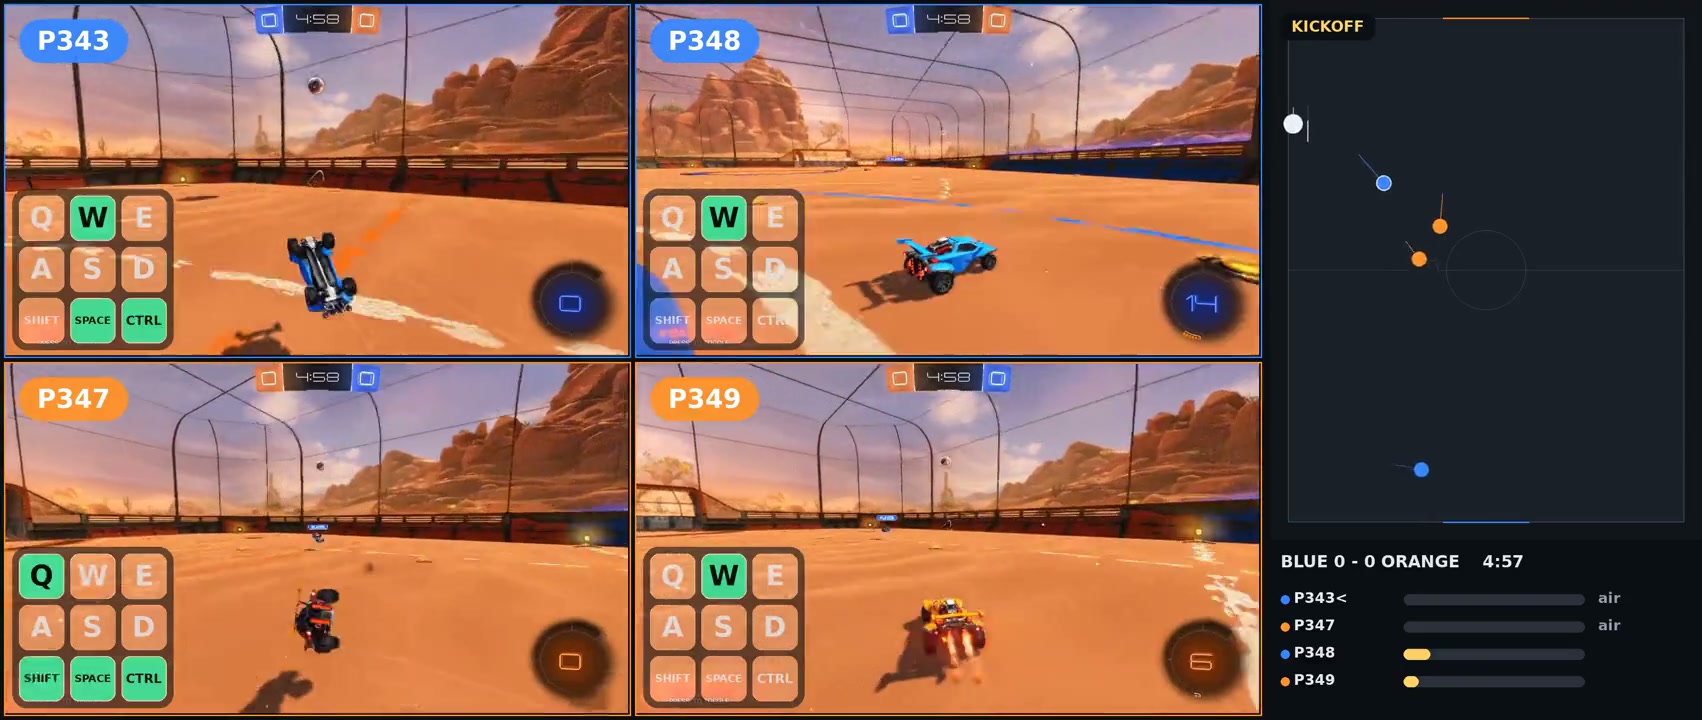 P343
4:58
Q W E
A S D
SHIFT SPACE CTRL
0
P348
4:58
Q W E
A S D
SHIFT SPACE CTRL
14
P347
4:58
Q W E
A S D
SHIFT SPACE CTRL
0
P349
4:58
Q W E
A S D
SHIFT SPACE CTRL
6
KICKOFF
BLUE 0 - 0 ORANGE 4:57
P343< air
P347 air
P348
P349